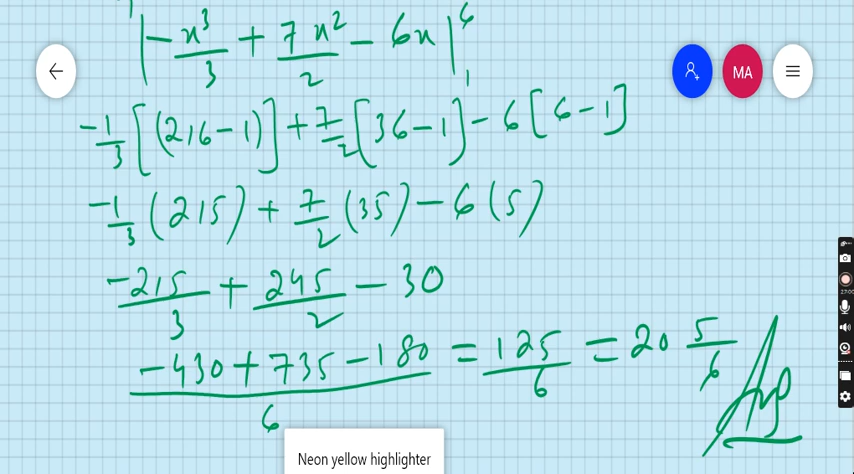 |-x³/3 + 7x²/2 - 6x|₁⁶
MA
-1/3 [(216-1)] + 7/2 [36-1] - 6 [6-1]
-1/3 (215) + 7/2 (35) - 6 (5)
-215/3 + 245/2 - 30
(-430 + 735 - 180)/6 = 125/6 = 20 5/6
Neon yellow highlighter